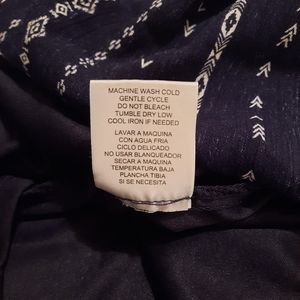 MACHINE WASH COLD
GENTLE CYCLE
DO NOT BLEACH
TUMBLE DRY LOW
COOL IRON IF NEEDED
LAVAR A MAQUINA
CON AGUA FRIA
CICLO DELICADO
NO USAR BLANQUEADOR
SECAR A MAQUINA
TEMPERATURA BAJA
PLANCHA TIBIA
SI SE NECESITA